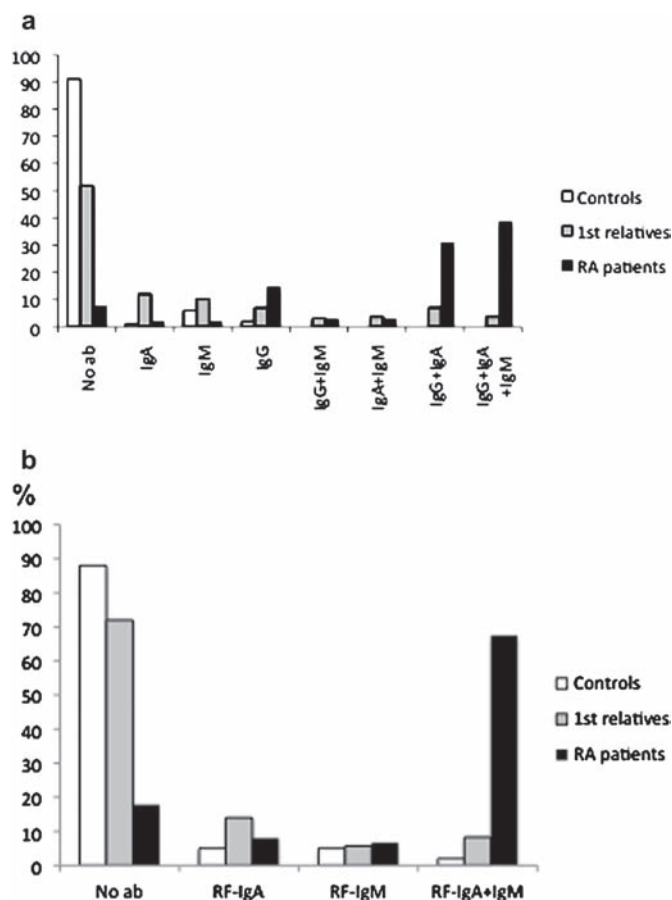 a
100
90
80
70
60
50
40
30
20
10
0
No ab
IgA
IgM
IgG
IgG+IgM
IgA+IgM
IgG+IgA
IgG+IgA
+IgM
Controls
1st relatives
RA patients
b
%
100
90
80
70
60
50
40
30
20
10
0
No ab RF-IgA RF-IgM RF-IgA+IgM
Controls
1st relatives
RA patients